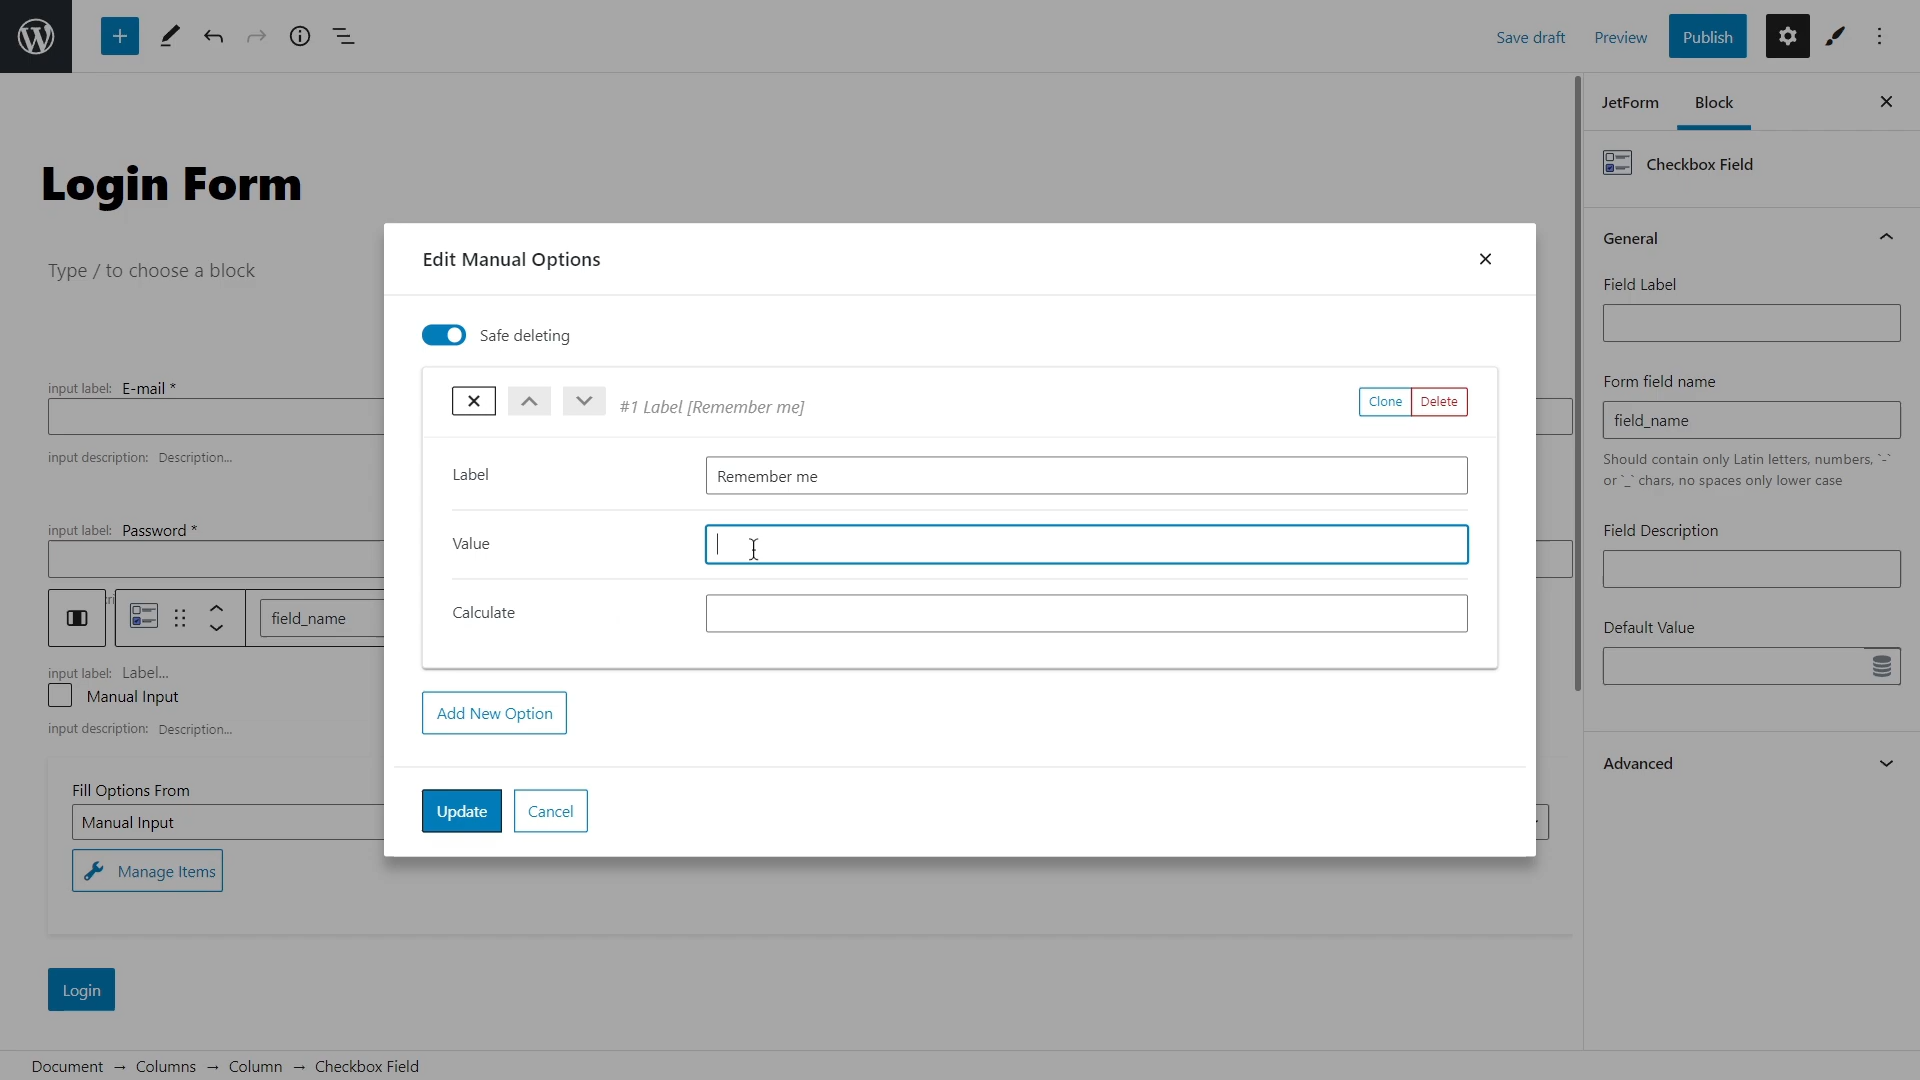 Save draft
Preview
Publish
JetForm
Block
Checkbox Field
Login Form
Type / to choose a block
input label: E-mail *
input description: Description...
input label: Password *
field_name
input label: Label...
Manual Input
input description: Description...
Fill Options From
Manual Input
Manage Items
Login
Edit Manual Options
Safe deleting
#1 Label [Remember me]
Clone
Delete
Label
Remember me
Value
Calculate
Add New Option
Update
Cancel
General
Field Label
Form field name
field_name
Should contain only Latin letters, numbers, `-`
or `_` chars, no spaces only lower case
Field Description
Default Value
Advanced
Document → Columns → Column → Checkbox Field